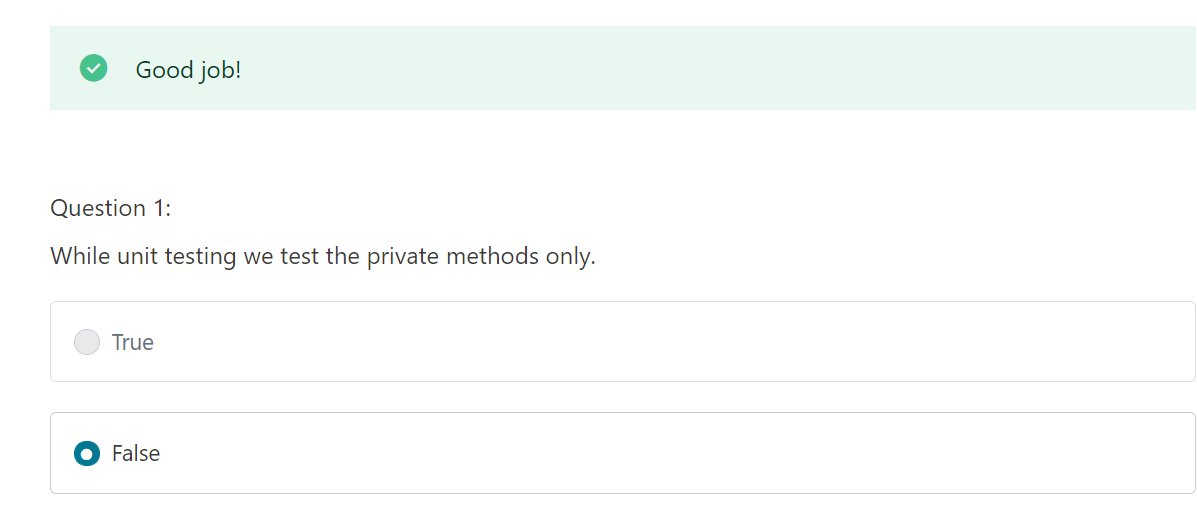 Good job!
Question 1:
While unit testing we test the private methods only.
True
False